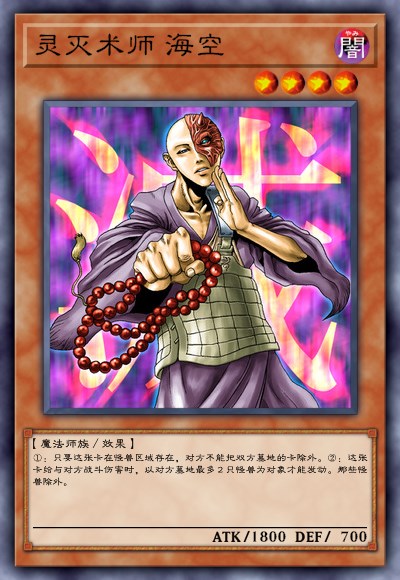 灵灭术师 海空
やみ
闇
滅
【魔法师族／效果】
①：只要这张卡在怪兽区域存在，对方不能把双方墓地的卡除外。②：这张
卡给与对方战斗伤害时，以对方墓地最多２只怪兽为对象才能发动。那些怪
兽除外。
ATK/1800 DEF/ 700